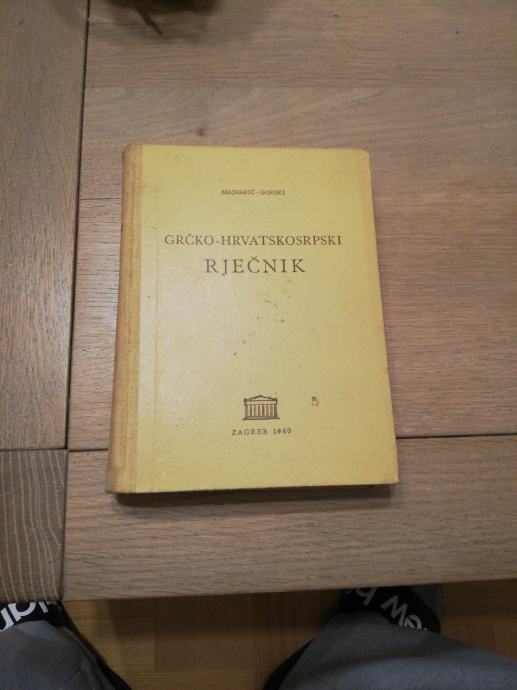 MAJNARIĆ-GORSKI
GRČKO-HRVATSKOSRPSKI
RJEČNIK
ZAGREB 1960